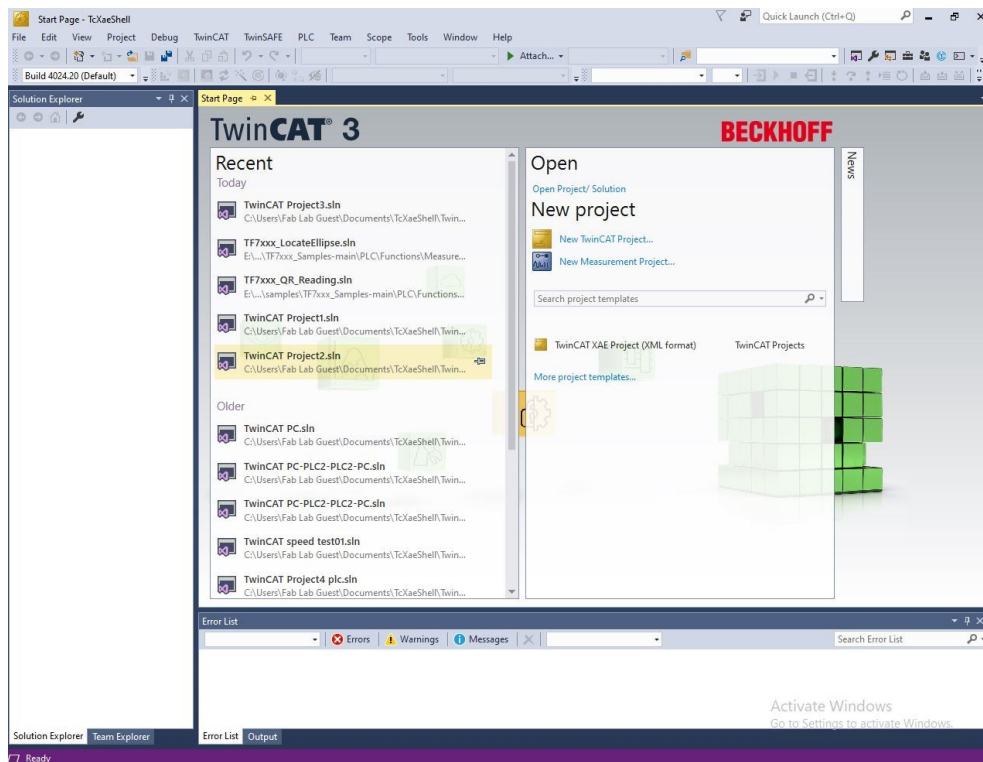 Start Page - TcXaeShell
Quick Launch (Ctrl+Q)
File Edit View Project Debug TwinCAT TwinSAFE PLC Team Scope Tools Window Help
Attach...
Build 4024.20 (Default)
Solution Explorer
Start Page
TwinCAT® 3
BECKHOFF
Recent
Today
TwinCAT Project3.sln
C:\Users\Fab Lab Guest\Documents\TcXaeShell\Twin...
TF7xxx_LocateEllipse.sln
E:\...\TF7xxx_Samples-main\PLC\Functions\Measure...
TF7xxx_QR_Reading.sln
E:\...\samples\TF7xxx_Samples-main\PLC\Functions...
TwinCAT Project1.sln
C:\Users\Fab Lab Guest\Documents\TcXaeShell\Twin...
TwinCAT Project2.sln
C:\Users\Fab Lab Guest\Documents\TcXaeShell\Twin...
Older
TwinCAT PC.sln
C:\Users\Fab Lab Guest\Documents\TcXaeShell\Twin...
TwinCAT PC-PLC2-PLC2-PC.sln
C:\Users\Fab Lab Guest\Documents\TcXaeShell\Twin...
TwinCAT PC-PLC2-PLC2-PC.sln
C:\Users\Fab Lab Guest\Documents\TcXaeShell\Twin...
TwinCAT speed test01.sln
C:\Users\Fab Lab Guest\Documents\TcXaeShell\Twin...
TwinCAT Project4 plc.sln
C:\Users\Fab Lab Guest\Documents\TcXaeShell\Twin...
Open
Open Project/ Solution
New project
New TwinCAT Project...
New Measurement Project...
Search project templates
TwinCAT XAE Project (XML format) TwinCAT Projects
More project templates...
News
Error List
Errors Warnings Messages
Search Error List
Activate Windows
Go to Settings to activate Windows.
Solution Explorer Team Explorer
Error List Output
Ready